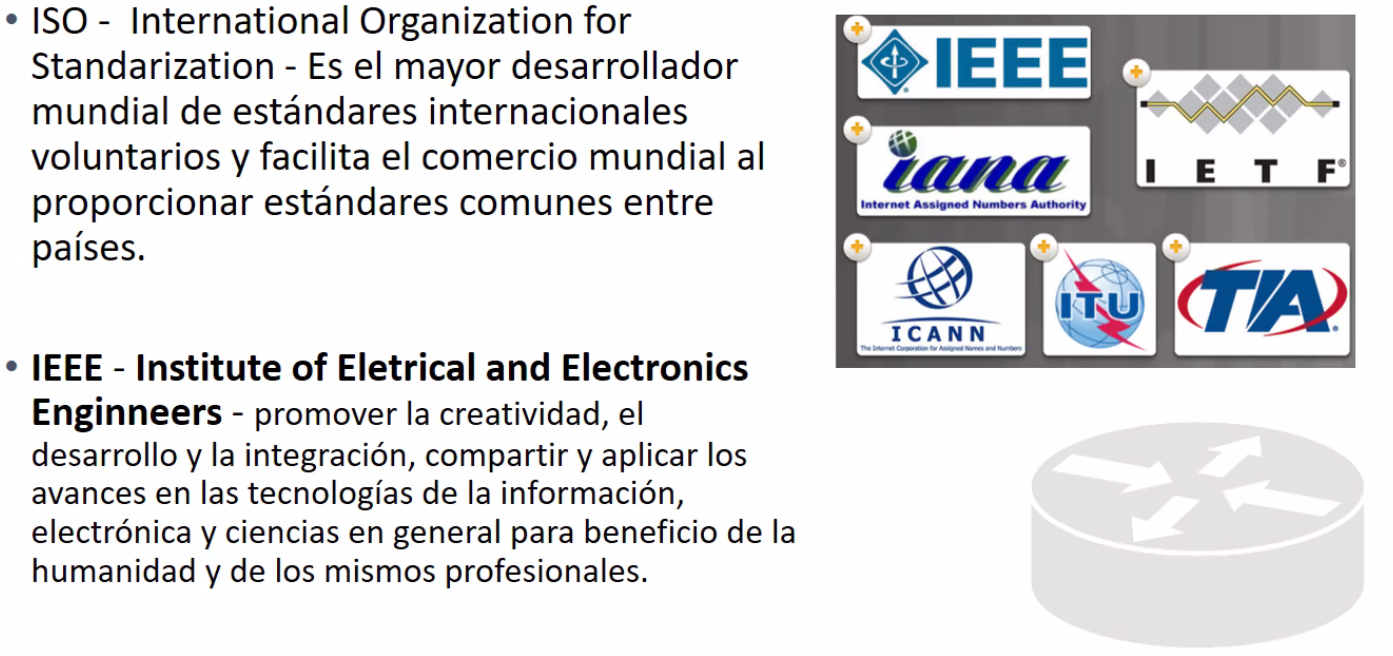 • ISO -  International Organization for
Standarization - Es el mayor desarrollador
mundial de estándares internacionales
voluntarios y facilita el comercio mundial al
proporcionar estándares comunes entre
países.
• IEEE - Institute of Eletrical and Electronics
Enginneers - promover la creatividad, el
desarrollo y la integración, compartir y aplicar los
avances en las tecnologías de la información,
electrónica y ciencias en general para beneficio de la
humanidad y de los mismos profesionales.
IEEE
iana
Internet Assigned Numbers Authority
I E T F®
ICANN
The Internet Corporation for Assigned Names and Numbers
ITU
TIA